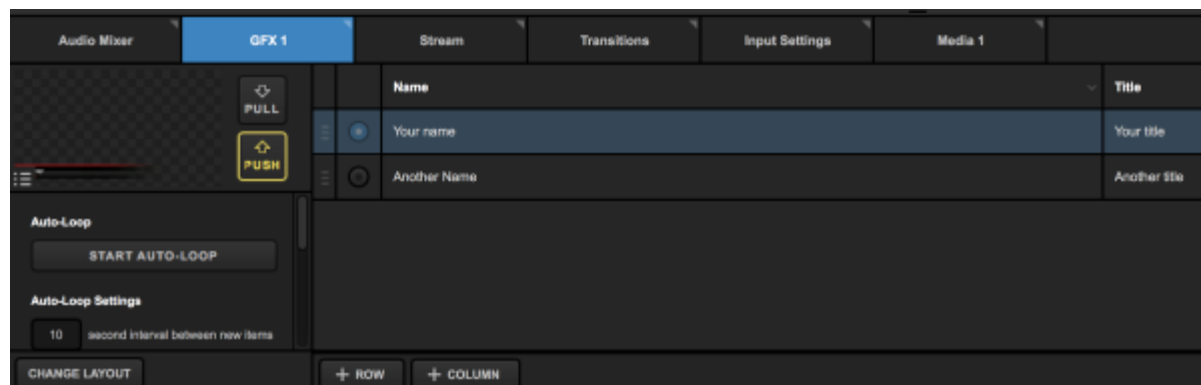 Audio Mixer GFX 1 Stream Transitions Input Settings Media 1
PULL
PUSH
Name Title
Your name Your title
Another Name Another title
Auto-Loop
START AUTO-LOOP
Auto-Loop Settings
10 second interval between new items
CHANGE LAYOUT + ROW + COLUMN